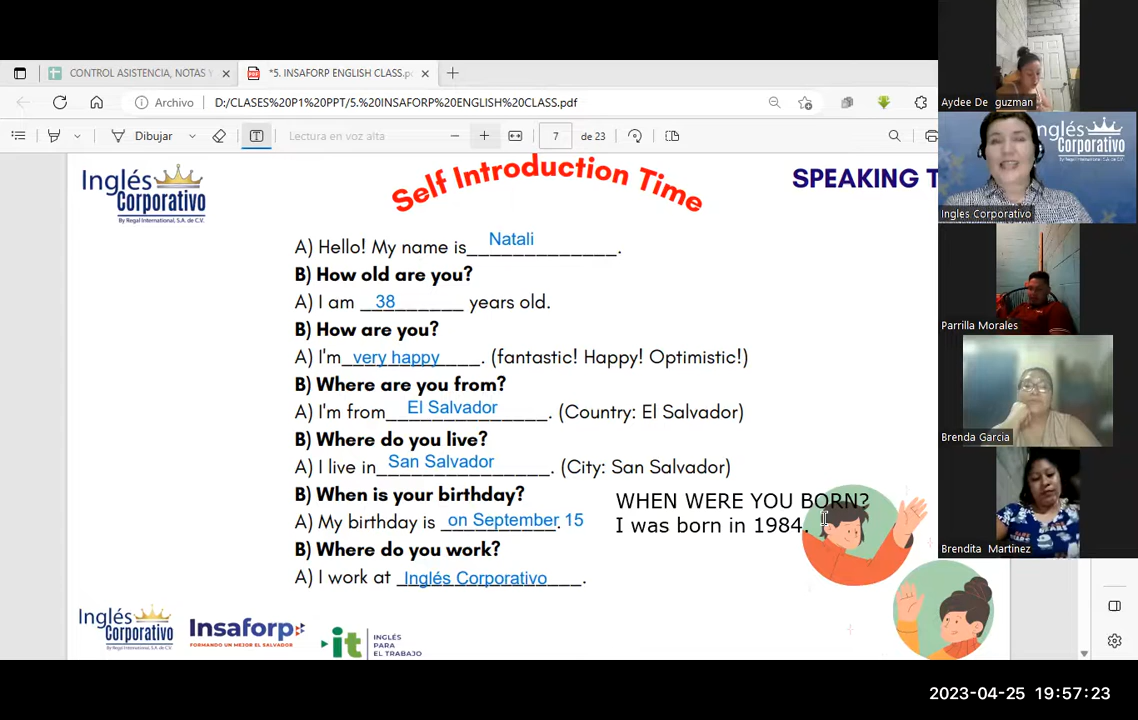 CONTROL ASISTENCIA, NOTAS Y
*5. INSAFORP ENGLISH CLASS.p
Archivo
D:/CLASES%20P1%20PPT/5.%20INSAFORP%20ENGLISH%20CLASS.pdf
Dibujar
Lectura en voz alta
7
de 23
Inglés
Corporativo
By Regal International, S.A. de C.V.
Self Introduction Time
SPEAKING T
A) Hello! My name is Natali.
B) How old are you?
A) I am 38 years old.
B) How are you?
A) I'm very happy. (fantastic! Happy! Optimistic!)
B) Where are you from?
A) I'm from El Salvador. (Country: El Salvador)
B) Where do you live?
A) I live in San Salvador. (City: San Salvador)
B) When is your birthday?
A) My birthday is on September 15.
B) Where do you work?
A) I work at Inglés Corporativo.
WHEN WERE YOU BORN?
I was born in 1984.
Inglés
Corporativo
By Regal International, S.A. de C.V.
Insaforp
FORMANDO UN MEJOR EL SALVADOR
it
INGLÉS
PARA
EL TRABAJO
Aydee De guzman
Inglés
Corporativo
Ingles Corporativo
Parrilla Morales
Brenda Garcia
Brendita Martinez
2023-04-25 19:57:23